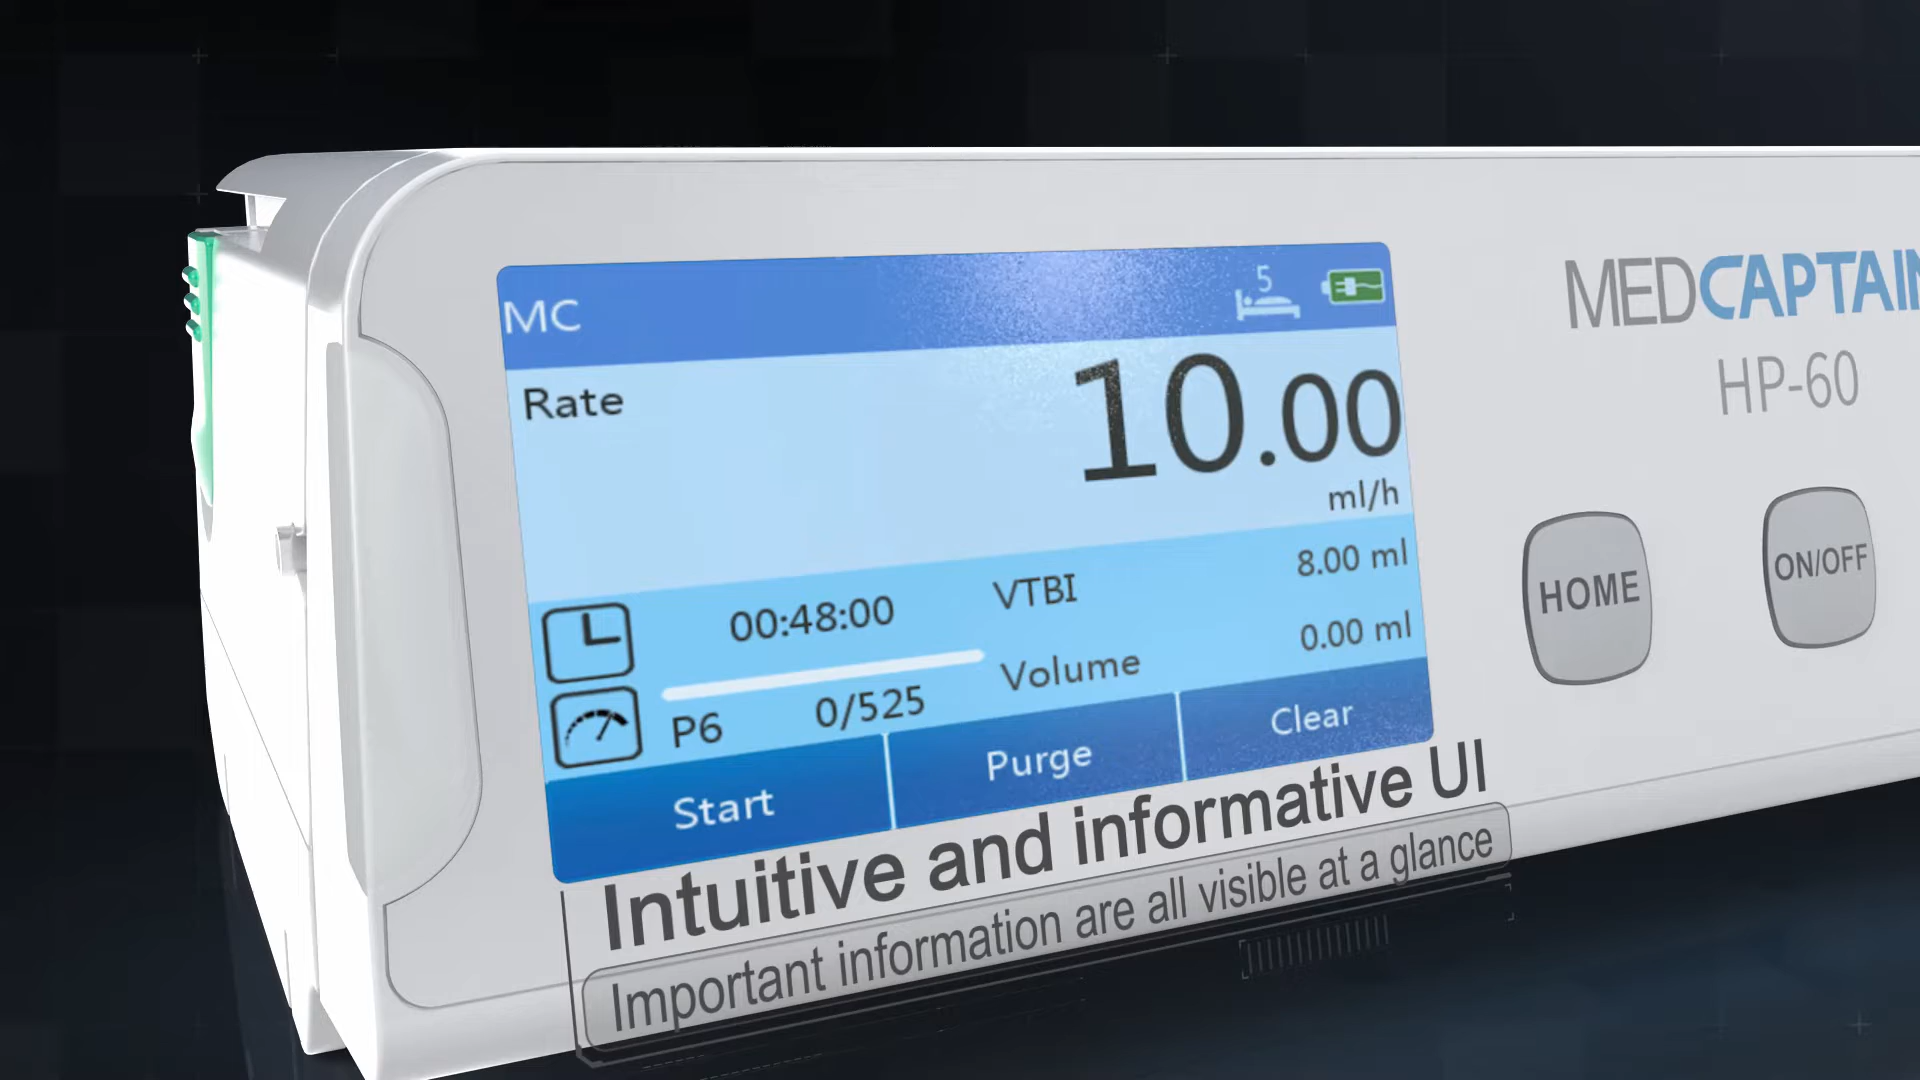 MC
5
Rate
10.00
ml/h
00:48:00
VTBI
8.00 ml
Volume
0.00 ml
P6
0/525
Start
Purge
Clear
MEDCAPTAIN
HP-60
HOME
ON/OFF
Intuitive and informative UI
Important information are all visible at a glance